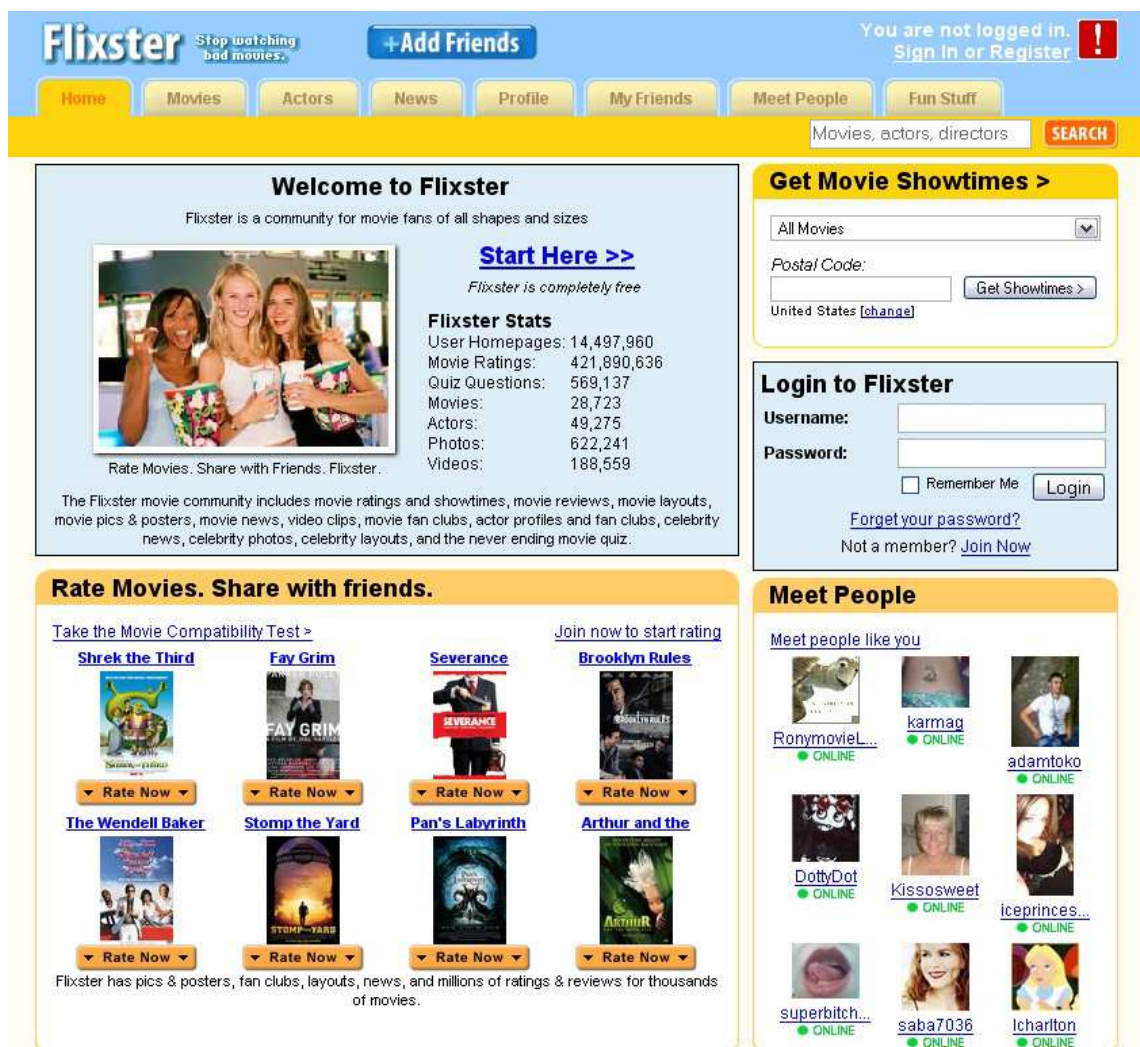 Flixster Stop watching
bad movies.
+Add Friends
You are not logged in.
Sign In or Register
Home Movies Actors News Profile My Friends Meet People Fun Stuff
Movies, actors, directors SEARCH
Welcome to Flixster
Flixster is a community for movie fans of all shapes and sizes
Start Here >>
Flixster is completely free
Flixster Stats
User Homepages: 14,497,960
Movie Ratings: 421,890,636
Quiz Questions: 569,137
Movies: 28,723
Actors: 49,275
Photos: 622,241
Videos: 188,559
Rate Movies. Share with Friends. Flixster.
The Flixster movie community includes movie ratings and showtimes, movie reviews, movie layouts,
movie pics & posters, movie news, video clips, movie fan clubs, actor profiles and fan clubs, celebrity
news, celebrity photos, celebrity layouts, and the never ending movie quiz.
Get Movie Showtimes >
All Movies
Postal Code:
Get Showtimes >
United States [change]
Login to Flixster
Username:
Password:
Remember Me Login
Forget your password?
Not a member? Join Now
Rate Movies. Share with friends.
Take the Movie Compatibility Test > Join now to start rating
Shrek the Third Fay Grim Severance Brooklyn Rules
FAY GRIM
SEVERANCE
BROOKLYN RULES
SHREK THE THIRD
Rate Now Rate Now Rate Now Rate Now
The Wendell Baker Stomp the Yard Pan's Labyrinth Arthur and the
ARTHUR
STOMP THE YARD
Rate Now Rate Now Rate Now Rate Now
Flixster has pics & posters, fan clubs, layouts, news, and millions of ratings & reviews for thousands
of movies.
Meet People
Meet people like you
RonymovieL...
ONLINE
karmag
ONLINE
adamtoko
ONLINE
DottyDot
ONLINE
Kissosweet
ONLINE
iceprinces...
ONLINE
superbitch...
ONLINE
saba7036
ONLINE
lcharlton
ONLINE